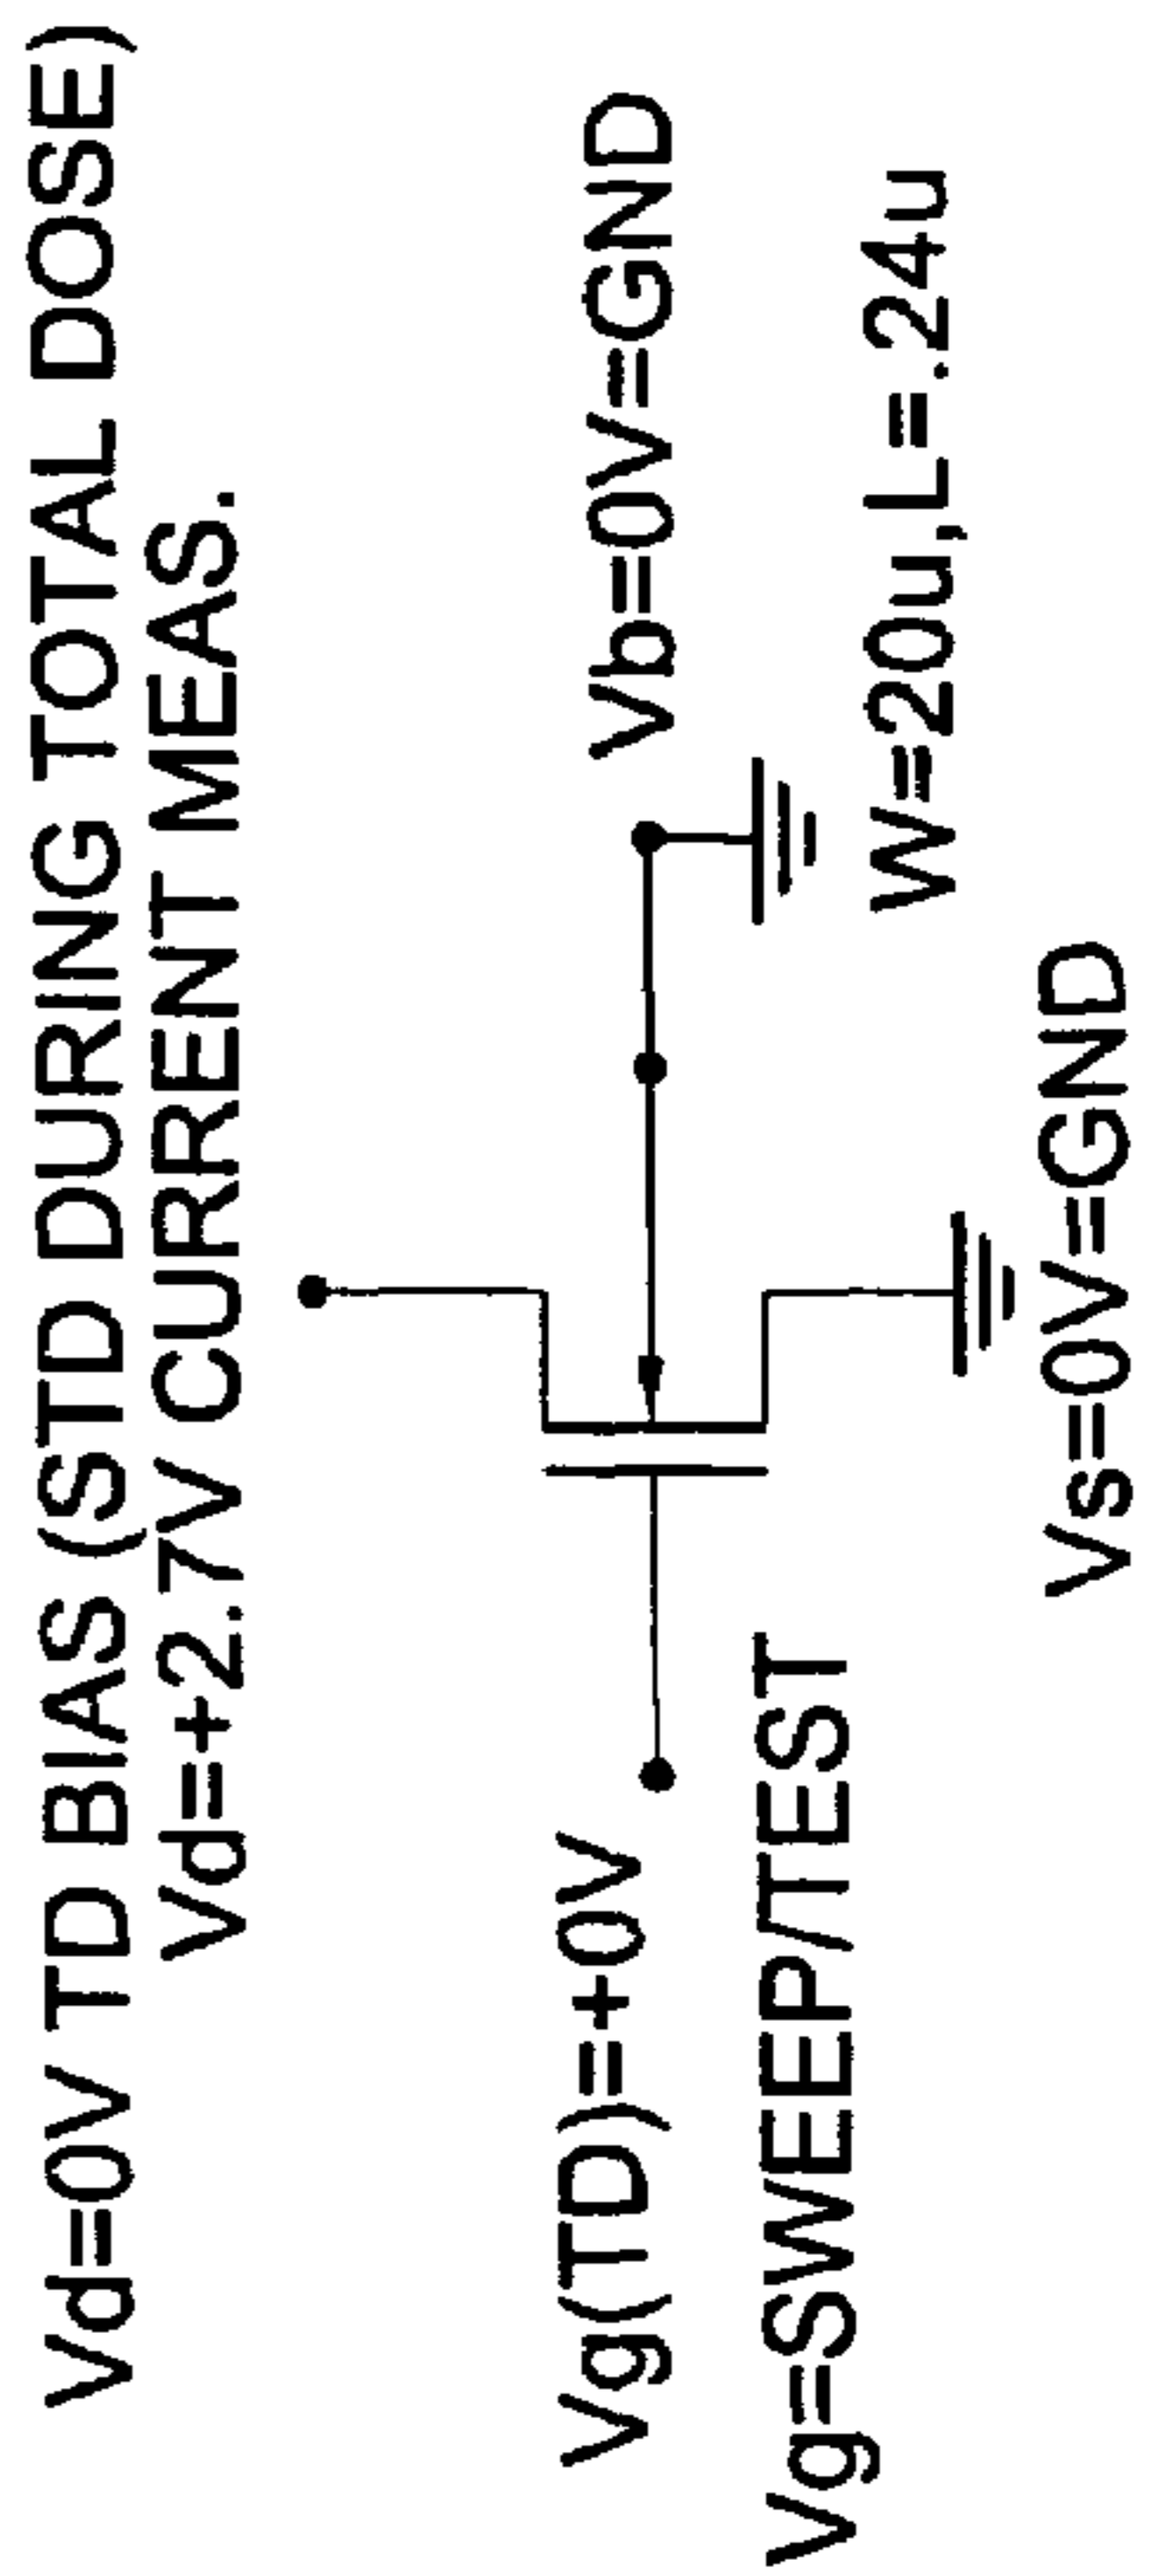 Vd=0V TD BIAS (STD DURING TOTAL DOSE)
Vd=+2.7V CURRENT MEAS.
Vg(TD)=+0V
Vb=0V=GND
Vg=SWEEP/TEST
W=20u,L=.24u
Vs=0V=GND